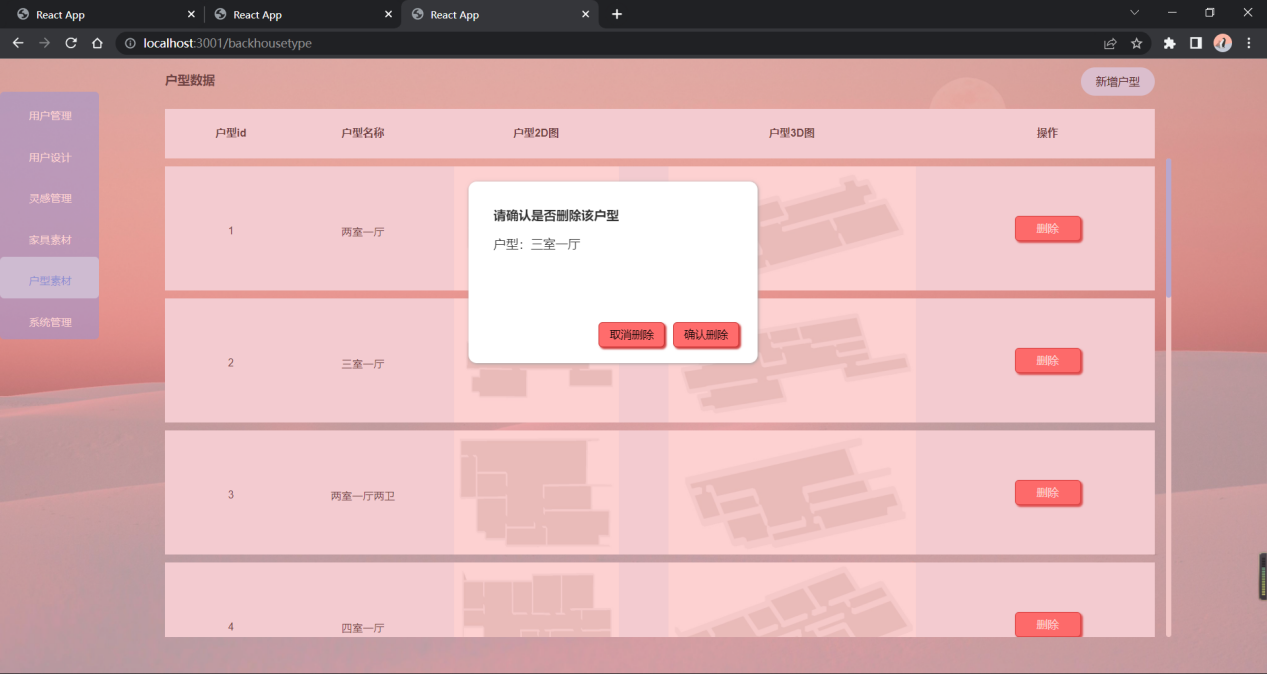 React App
React App
React App
localhost:3001/backhousetype
户型数据
新增户型
用户管理
用户设计
灵感管理
家具素材
户型素材
系统管理
户型id 户型名称 户型2D图 户型3D图 操作
1 两室一厅 删除
请确认是否删除该户型
户型：三室一厅
取消删除 确认删除
2 三室一厅 删除
3 两室一厅两卫 删除
4 四室一厅 删除